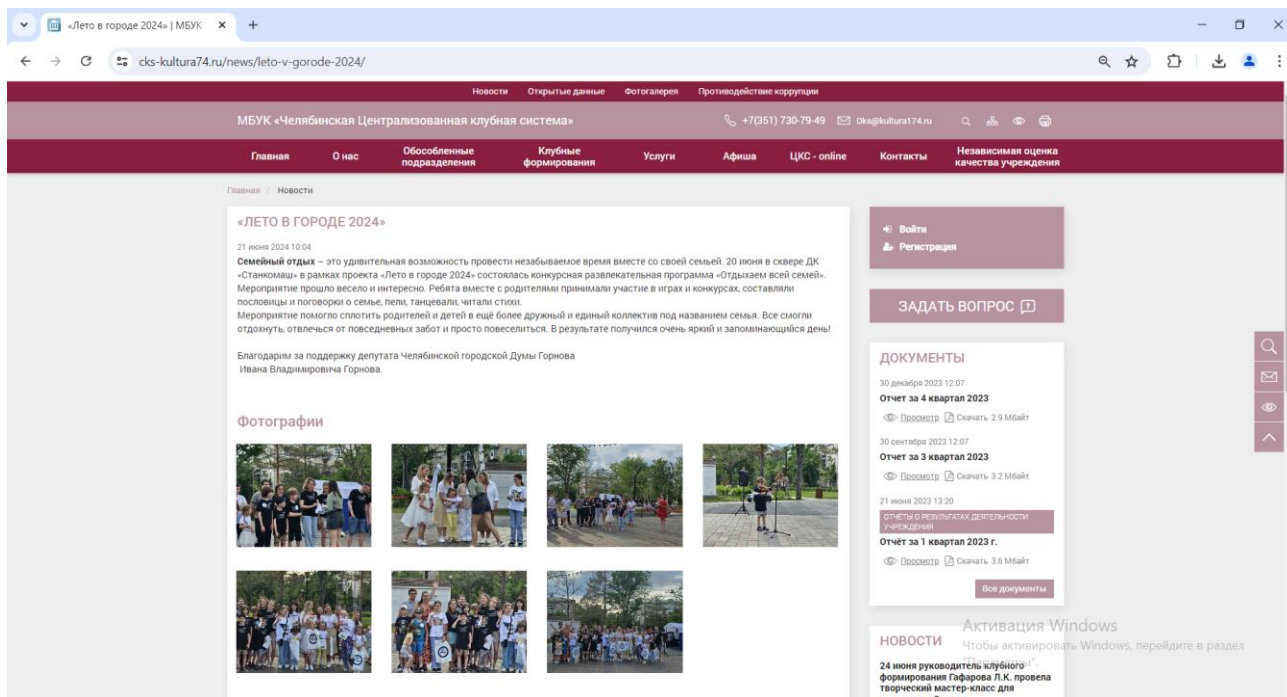 «Лето в городе 2024» | МБУК
cks-kultura74.ru/news/leto-v-gorode-2024/
Новости Открытые данные Фотогалерея Противодействие коррупции
МБУК «Челябинская Централизованная клубная система»
+7(351) 730-79-49 Dks@kultura174.ru
Главная О нас Обособленные подразделения Клубные формирования Услуги Афиша ЦКС - online Контакты Независимая оценка качества учреждения
Главная / Новости
«ЛЕТО В ГОРОДЕ 2024»
21 июня 2024 10:04
Семейный отдых – это удивительная возможность провести незабываемое время вместе со своей семьей. 20 июня в сквере ДК
«Станкомаш» в рамках проекта «Лето в городе 2024» состоялась конкурсная развлекательная программа «Отдыхаем всей семей».
Мероприятие прошло весело и интересно. Ребята вместе с родителями принимали участие в играх и конкурсах, составляли
пословицы и поговорки о семье, пели, танцевали, читали стихи.
Мероприятие помогло сплотить родителей и детей в ещё более дружный и единый коллектив под названием семья. Все смогли
отдохнуть, отвлечься от повседневных забот и просто повеселиться. В результате получился очень яркий и запоминающийся день!
Благодарим за поддержку депутата Челябинской городской Думы Горнова
Ивана Владимировича Горнова.
Фотографии
Войти
Регистрация
ЗАДАТЬ ВОПРОС
ДОКУМЕНТЫ
30 декабря 2023 12:07
Отчет за 4 квартал 2023
Просмотр Скачать 2.9 Мбайт
30 сентября 2023 12:07
Отчет за 3 квартал 2023
Просмотр Скачать 3.2 Мбайт
21 июня 2023 13:20
ОТЧЁТЫ О РЕЗУЛЬТАТАХ ДЕЯТЕЛЬНОСТИ
УЧРЕЖДЕНИЯ
Отчёт за 1 квартал 2023 г.
Просмотр Скачать 3.6 Мбайт
Все документы
НОВОСТИ
24 июня руководитель клубного
формирования Гафарова Л.К. провела
творческий мастер-класс для
Активация Windows
Чтобы активировать Windows, перейдите в раздел
"Параметры".